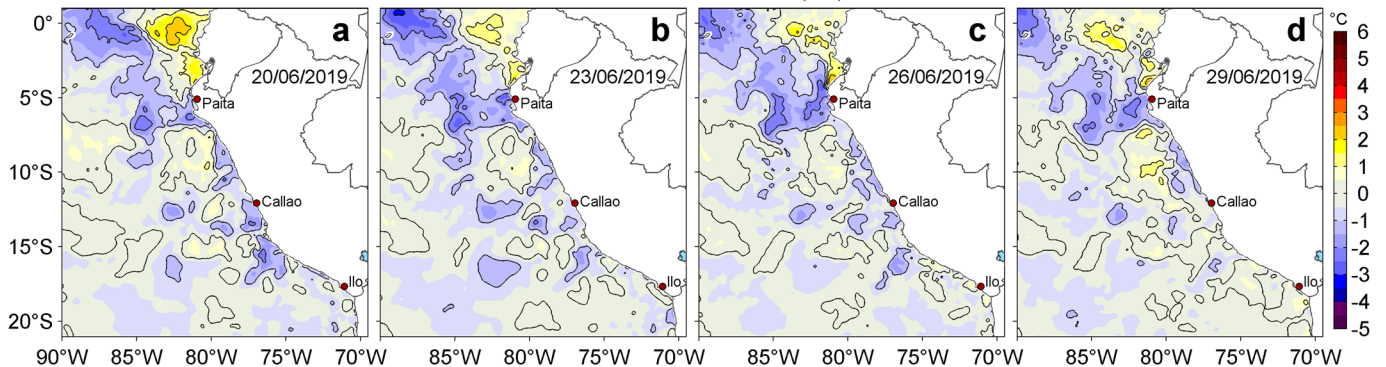 a
b
c
d
°C
20/06/2019
23/06/2019
26/06/2019
29/06/2019
Paita
Paita
Paita
Paita
Callao
Callao
Callao
Callao
Ilo
Ilo
Ilo
Ilo
0°
5°S
10°S
15°S
20°S
90°W 85°W 80°W 75°W 70°W
85°W 80°W 75°W 70°W
85°W 80°W 75°W 70°W
85°W 80°W 75°W 70°W
6
5
4
3
2
1
0
-1
-2
-3
-4
-5